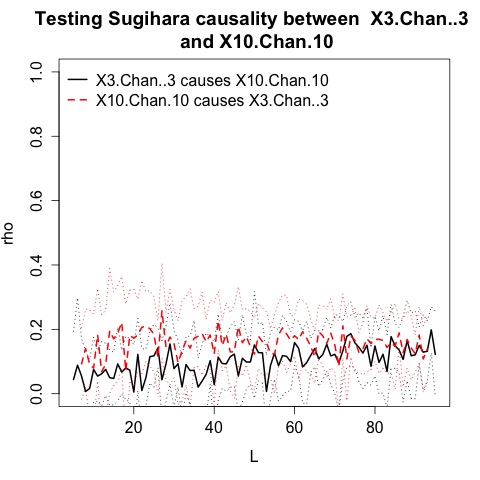 Testing Sugihara causality between  X3.Chan..3
and X10.Chan.10
X3.Chan..3 causes X10.Chan.10
X10.Chan.10 causes X3.Chan..3
1.0
0.8
0.6
0.4
0.2
0.0
rho
20 40 60 80
L